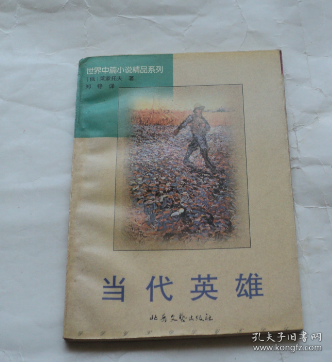 世界中篇小说精品系列
当代英雄
北岳文艺出版社
孔夫子旧书网